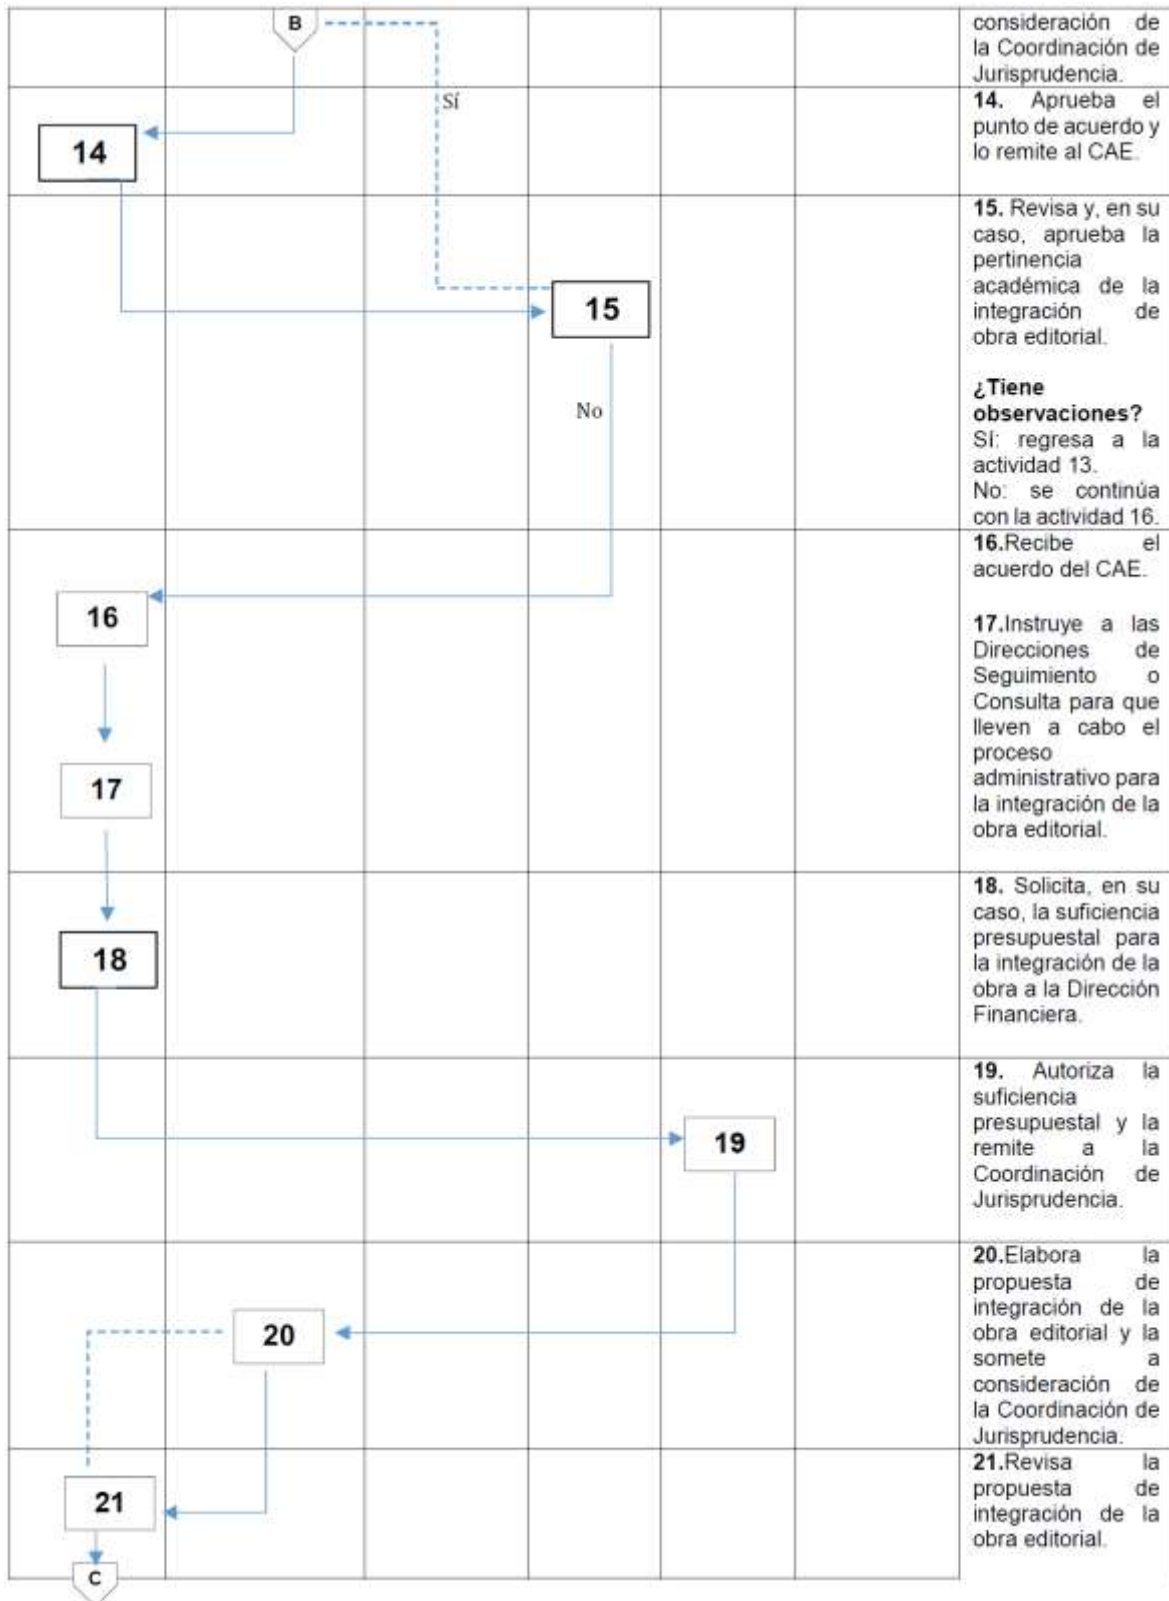 B
consideración de
la Coordinación de
Jurisprudencia.
Sí
14
14. Aprueba el
punto de acuerdo y
lo remite al CAE.
15
No
15. Revisa y, en su
caso, aprueba la
pertinencia
académica de la
integración de
obra editorial.
¿Tiene
observaciones?
Sí: regresa a la
actividad 13.
No: se continúa
con la actividad 16.
16
17
16.Recibe el
acuerdo del CAE.
17.Instruye a las
Direcciones de
Seguimiento o
Consulta para que
lleven a cabo el
proceso
administrativo para
la integración de la
obra editorial.
18
18. Solicita, en su
caso, la suficiencia
presupuestal para
la integración de la
obra a la Dirección
Financiera.
19
19. Autoriza la
suficiencia
presupuestal y la
remite a la
Coordinación de
Jurisprudencia.
20
20.Elabora la
propuesta de
integración de la
obra editorial y la
somete a
consideración de
la Coordinación de
Jurisprudencia.
21
21.Revisa la
propuesta de
integración de la
obra editorial.
C